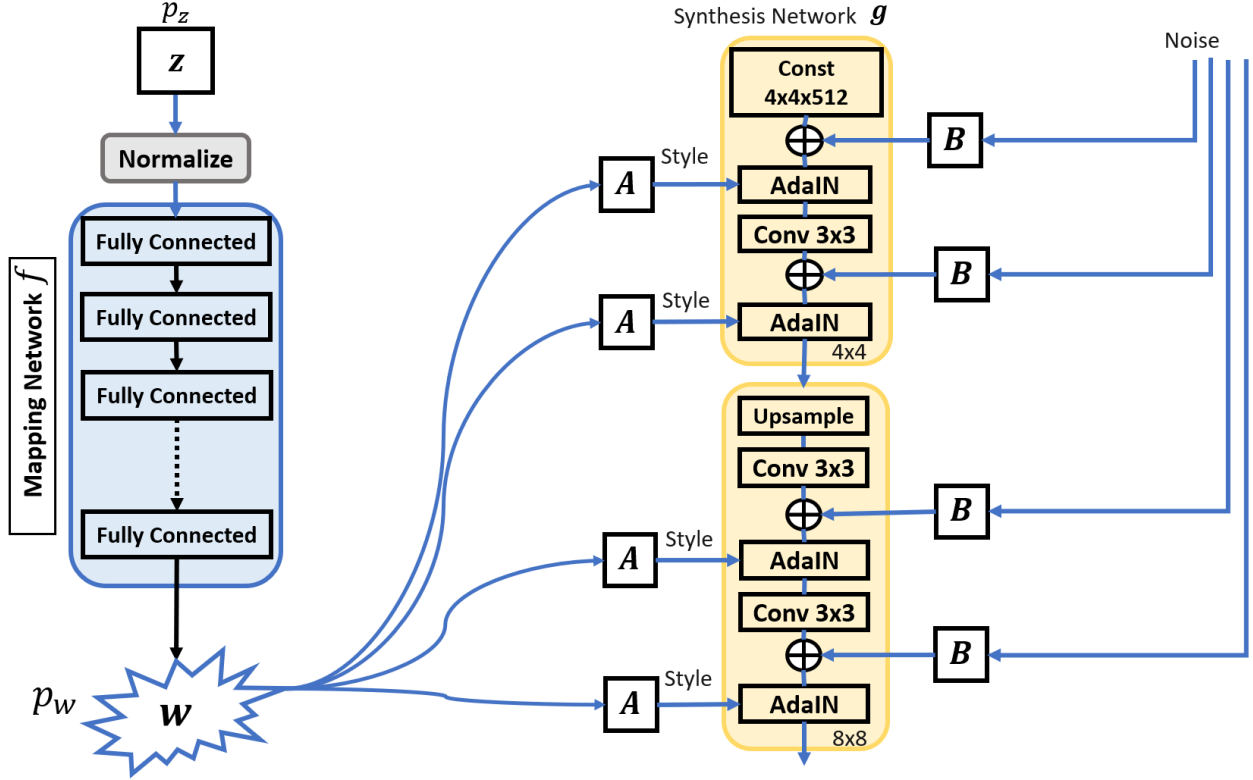 p_z
z
Normalize
Mapping Network f
Fully Connected
Fully Connected
Fully Connected
Fully Connected
p_w
w
Synthesis Network g
Noise
Const
4x4x512
B
Style
A
AdaIN
Conv 3x3
B
Style
A
AdaIN
4x4
Upsample
Conv 3x3
B
Style
A
AdaIN
Conv 3x3
B
Style
A
AdaIN
8x8